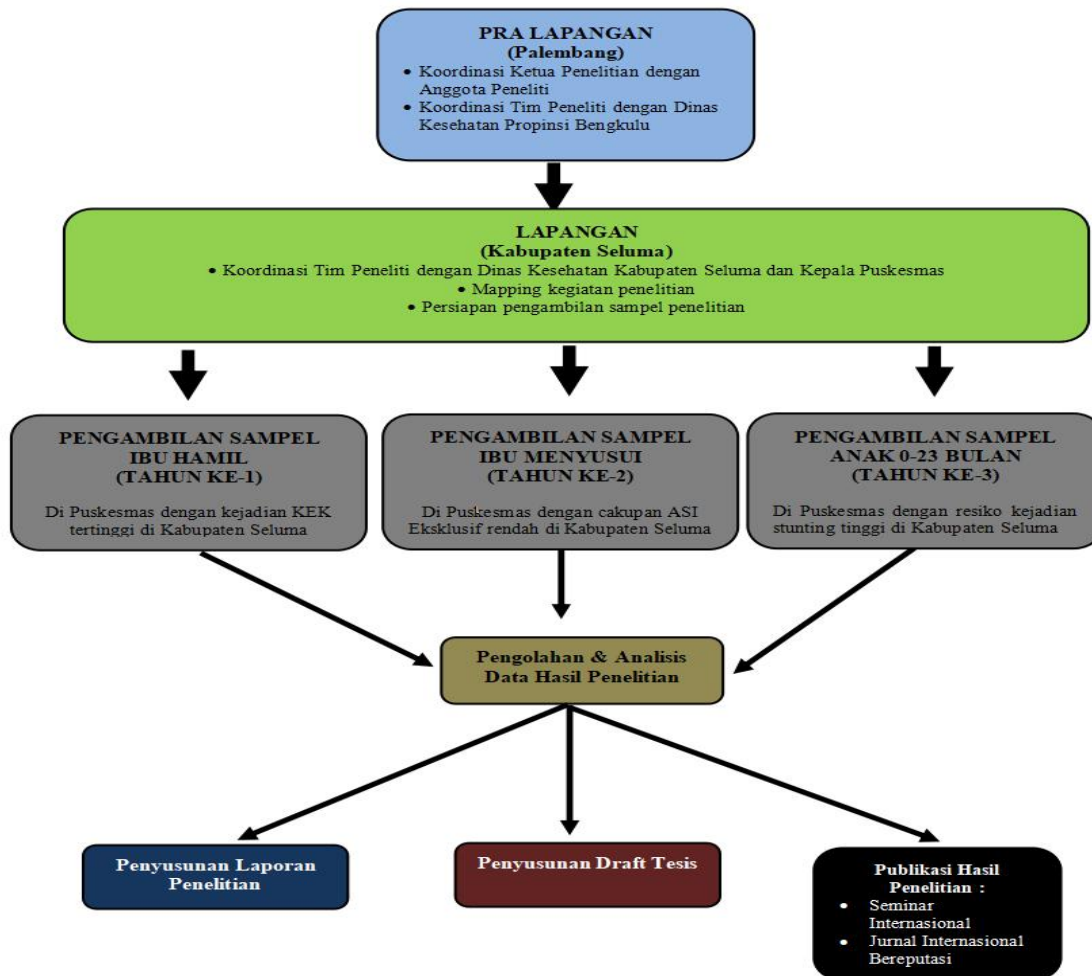 PRA LAPANGAN
(Palembang)
• Koordinasi Ketua Penelitian dengan
Anggota Peneliti
• Koordinasi Tim Peneliti dengan Dinas
Kesehatan Propinsi Bengkulu
LAPANGAN
(Kabupaten Seluma)
• Koordinasi Tim Peneliti dengan Dinas Kesehatan Kabupaten Seluma dan Kepala Puskesmas
• Mapping kegiatan penelitian
• Persiapan pengambilan sampel penelitian
PENGAMBILAN SAMPEL
IBU HAMIL
(TAHUN KE-1)
Di Puskesmas dengan kejadian KEK
tertinggi di Kabupaten Seluma
PENGAMBILAN SAMPEL
IBU MENYUSUI
(TAHUN KE-2)
Di Puskesmas dengan cakupan ASI
Eksklusif rendah di Kabupaten Seluma
PENGAMBILAN SAMPEL
ANAK 0-23 BULAN
(TAHUN KE-3)
Di Puskesmas dengan resiko kejadian
stunting tinggi di Kabupaten Seluma
Pengolahan & Analisis
Data Hasil Penelitian
Penyusunan Laporan
Penelitian
Penyusunan Draft Tesis
Publikasi Hasil
Penelitian :
• Seminar
Internasional
• Jurnal Internasional
Bereputasi